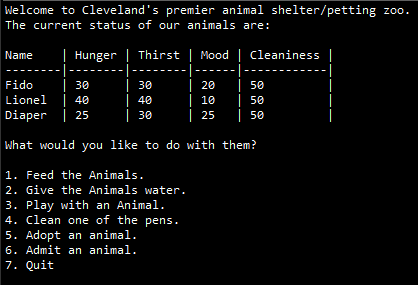 Welcome to Cleveland's premier animal shelter/petting zoo.
The current status of our animals are:
Name    | Hunger | Thirst | Mood | Cleaniness |
--------|--------|--------|------|------------|
Fido    | 30     | 30     | 20   | 50         |
Lionel  | 40     | 40     | 10   | 50         |
Diaper  | 25     | 30     | 25   | 50         |
What would you like to do with them?
1. Feed the Animals.
2. Give the Animals water.
3. Play with an Animal.
4. Clean one of the pens.
5. Adopt an animal.
6. Admit an animal.
7. Quit